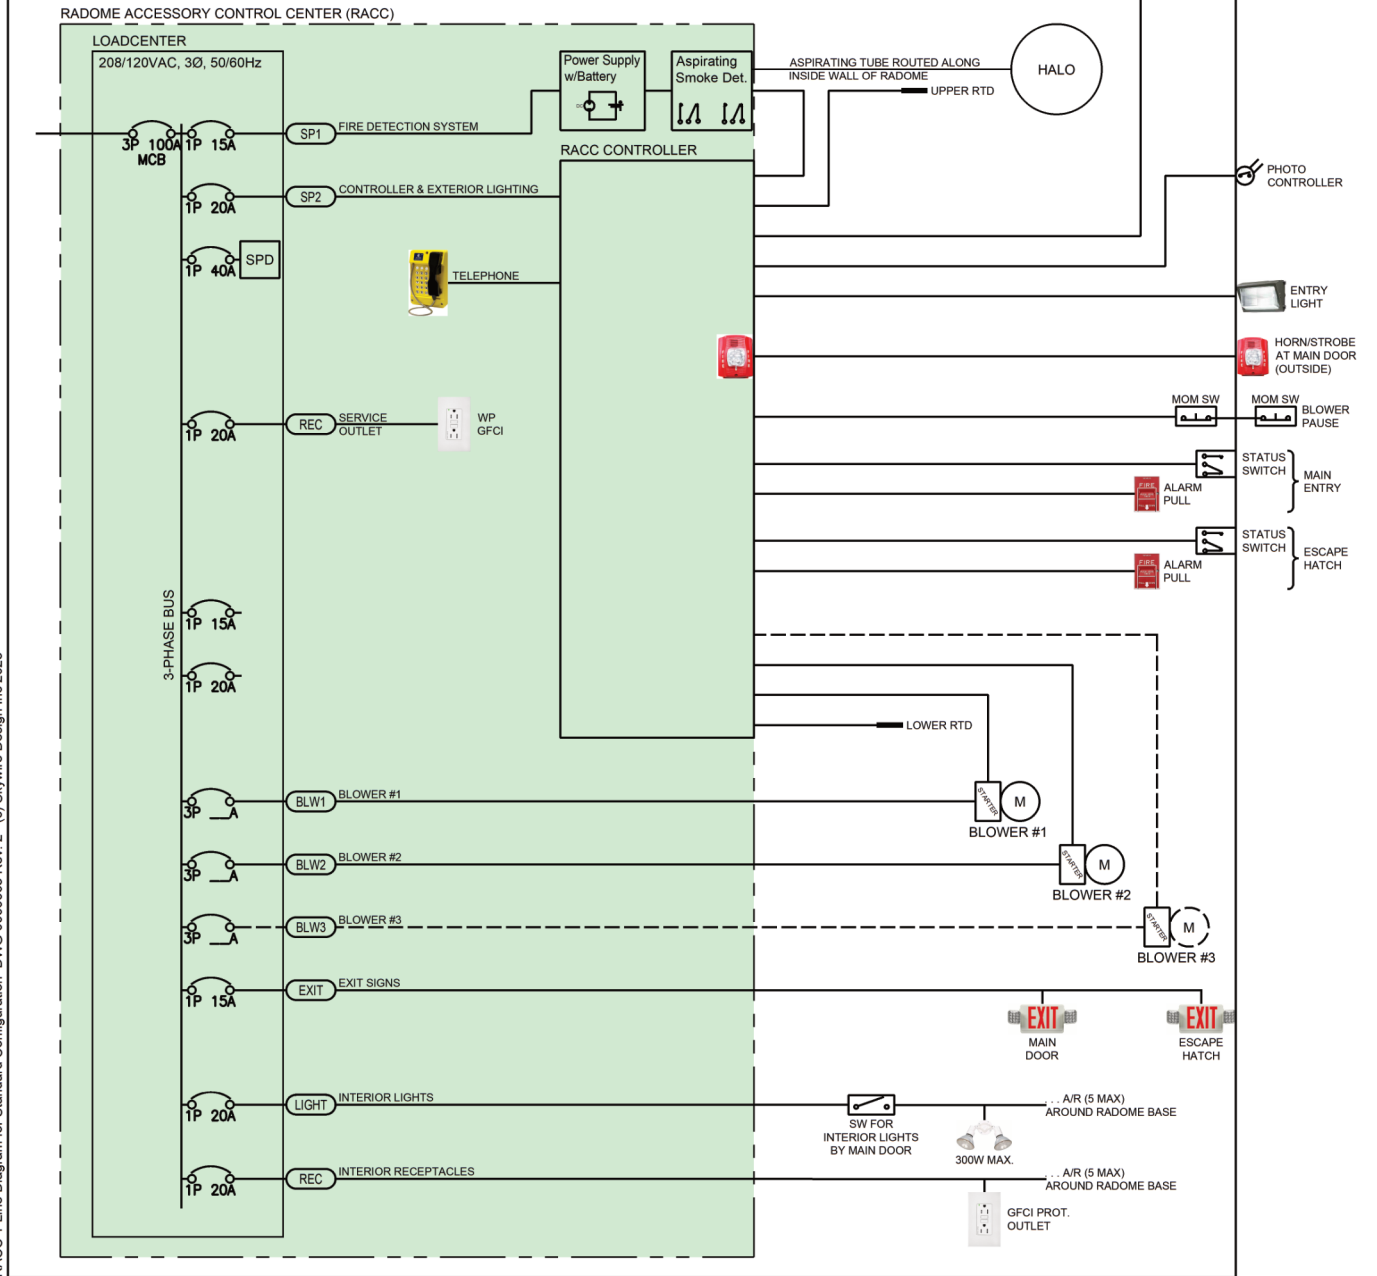 RADOME ACCESSORY CONTROL CENTER (RACC)
LOADCENTER
208/120VAC, 3Ø, 50/60Hz
3P 100A
MCB
1P 15A
SP1
FIRE DETECTION SYSTEM
Power Supply
w/Battery
Aspirating
Smoke Det.
ASPIRATING TUBE ROUTED ALONG
INSIDE WALL OF RADOME
HALO
UPPER RTD
RACC CONTROLLER
1P 20A
SP2
CONTROLLER & EXTERIOR LIGHTING
PHOTO
CONTROLLER
1P 40A
SPD
TELEPHONE
ENTRY
LIGHT
HORN/STROBE
AT MAIN DOOR
(OUTSIDE)
1P 20A
REC
SERVICE
OUTLET
WP
GFCI
MOM SW
MOM SW
BLOWER
PAUSE
STATUS
SWITCH
MAIN
ENTRY
FIRE
ALARM
PULL
STATUS
SWITCH
ESCAPE
HATCH
FIRE
ALARM
PULL
3-PHASE BUS
1P 15A
1P 20A
LOWER RTD
3P __A
BLW1
BLOWER #1
STARTER
M
BLOWER #1
3P __A
BLW2
BLOWER #2
STARTER
M
BLOWER #2
3P __A
BLW3
BLOWER #3
STARTER
M
BLOWER #3
1P 15A
EXIT
EXIT SIGNS
EXIT
MAIN
DOOR
EXIT
ESCAPE
HATCH
1P 20A
LIGHT
INTERIOR LIGHTS
SW FOR
INTERIOR LIGHTS
BY MAIN DOOR
300W MAX.
. . . A/R (5 MAX)
AROUND RADOME BASE
1P 20A
REC
INTERIOR RECEPTACLES
. . . A/R (5 MAX)
AROUND RADOME BASE
GFCI PROT.
OUTLET